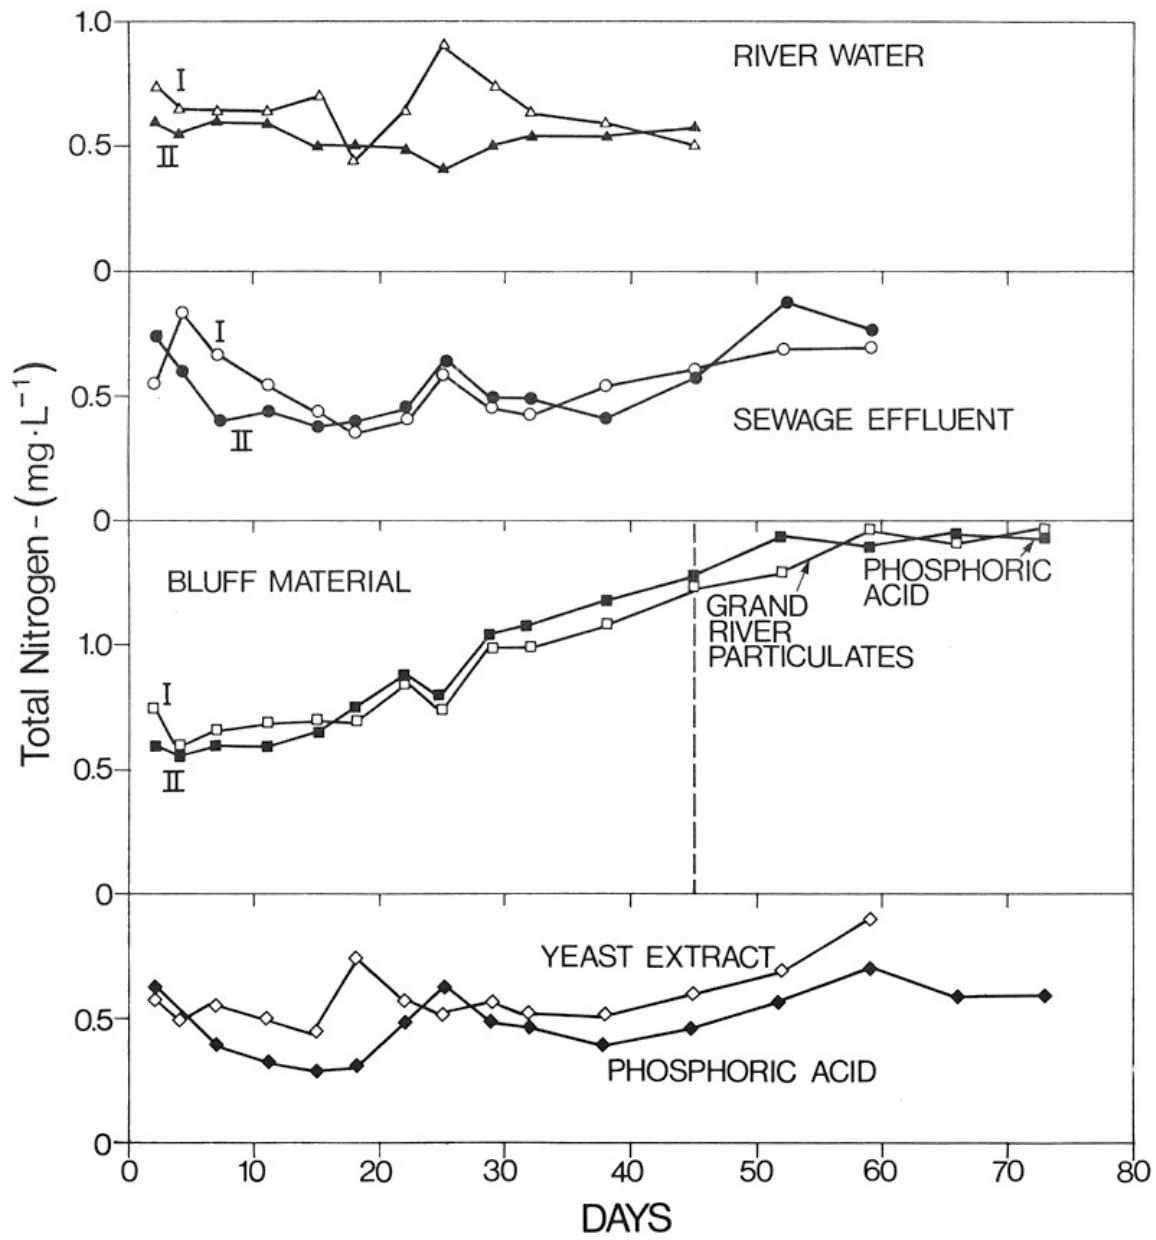 1.0
I
RIVER WATER
0.5
II
0
I
0.5
II
SEWAGE EFFLUENT
0
BLUFF MATERIAL
PHOSPHORIC
ACID
GRAND
RIVER
PARTICULATES
1.0
I
0.5
II
0
YEAST EXTRACT
0.5
PHOSPHORIC ACID
0
0 10 20 30 40 50 60 70 80
DAYS
Total Nitrogen - (mg·L⁻¹)